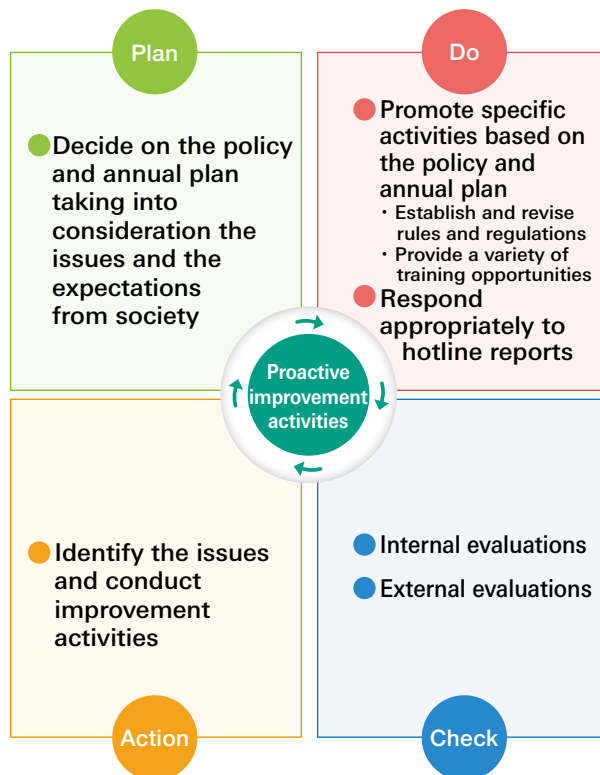 Plan
Decide on the policy
and annual plan
taking into
consideration the
issues and the
expectations
from society
Do
Promote specific
activities based on
the policy and
annual plan
・Establish and revise
rules and regulations
・Provide a variety of
training opportunities
Respond
appropriately to
hotline reports
Proactive
improvement
activities
Identify the issues
and conduct
improvement
activities
Action
Internal evaluations
External evaluations
Check